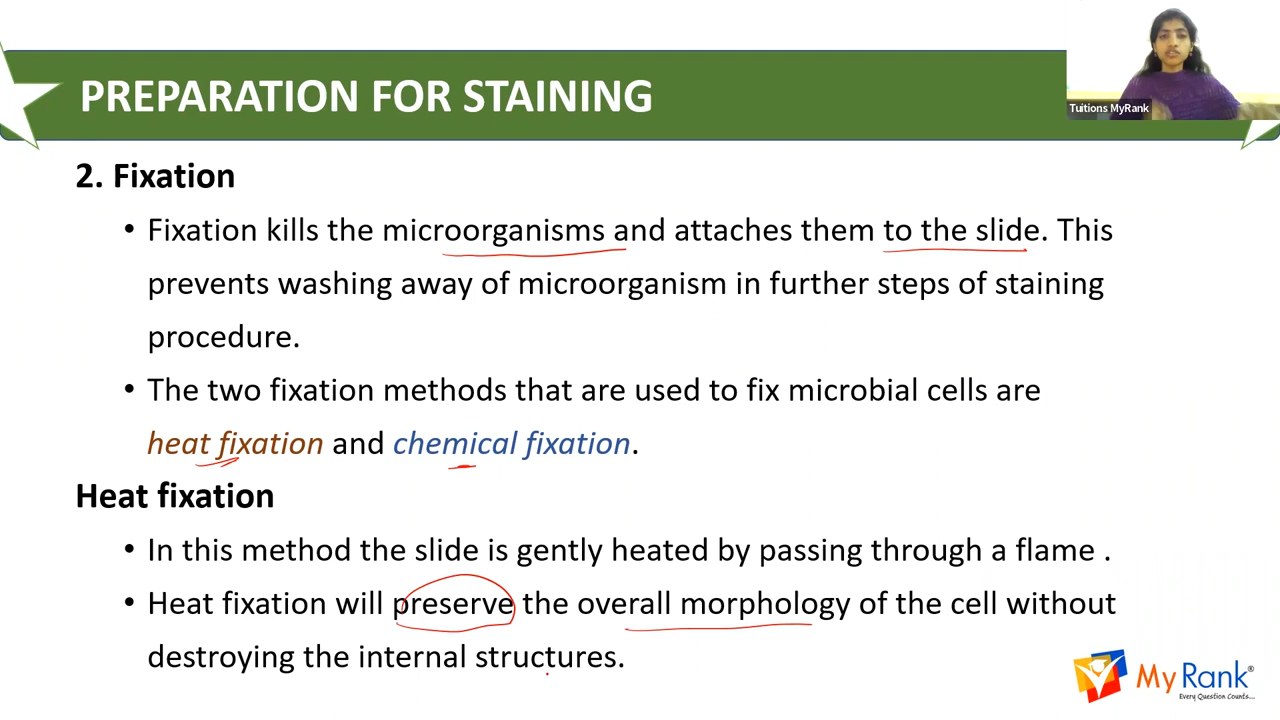 PREPARATION FOR STAINING
Tuitions MyRank
2. Fixation
• Fixation kills the microorganisms and attaches them to the slide. This
prevents washing away of microorganism in further steps of staining
procedure.
• The two fixation methods that are used to fix microbial cells are
heat fixation and chemical fixation.
Heat fixation
• In this method the slide is gently heated by passing through a flame .
• Heat fixation will preserve the overall morphology of the cell without
destroying the internal structures.
My Rank®
Every Question Counts....